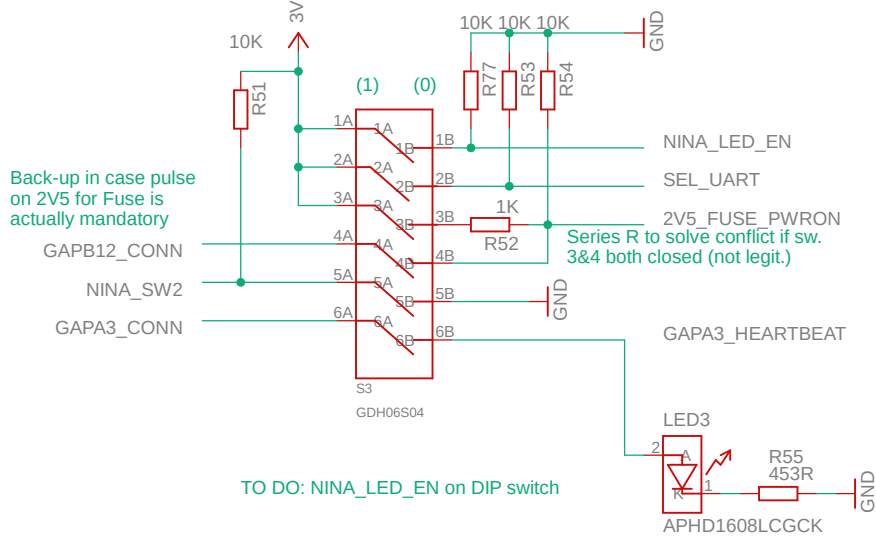 3V
10K
R51
(1)
(0)
10K
10K
10K
GND
R77
R53
R54
1A
1A
1B
1B
NINA_LED_EN
2A
2A
2B
2B
SEL_UART
3A
3A
3B
3B
1K
R52
2V5_FUSE_PWRON
Back-up in case pulse
on 2V5 for Fuse is
actually mandatory
Series R to solve conflict if sw.
3&4 both closed (not legit.)
GAPB12_CONN
4A
4A
4B
4B
NINA_SW2
5A
5A
5B
5B
GND
GAPA3_CONN
6A
6A
6B
6B
GAPA3_HEARTBEAT
S3
GDH06S04
LED3
2
A
K
1
R55
453R
GND
APHD1608LCGCK
TO DO: NINA_LED_EN on DIP switch